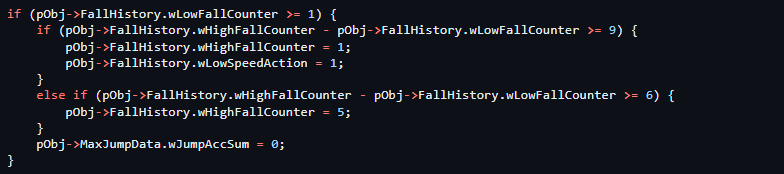 if (pObj->FallHistory.wLowFallCounter >= 1) {
    if (pObj->FallHistory.wHighFallCounter - pObj->FallHistory.wLowFallCounter >= 9) {
        pObj->FallHistory.wHighFallCounter = 1;
        pObj->FallHistory.wLowSpeedAction = 1;
    }
    else if (pObj->FallHistory.wHighFallCounter - pObj->FallHistory.wLowFallCounter >= 6) {
        pObj->FallHistory.wHighFallCounter = 5;
    }
    pObj->MaxJumpData.wJumpAccSum = 0;
}